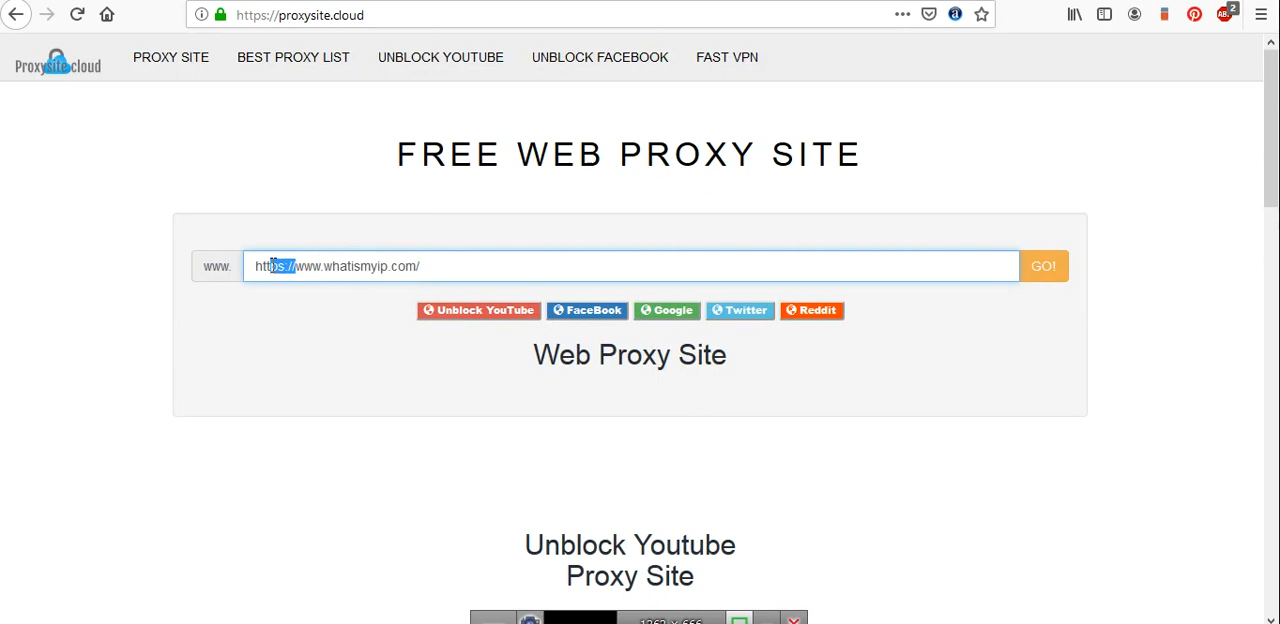 https://proxysite.cloud
2
Proxysite.cloud
PROXY SITE
BEST PROXY LIST
UNBLOCK YOUTUBE
UNBLOCK FACEBOOK
FAST VPN
FREE WEB PROXY SITE
www.
https://www.whatismyip.com/
GO!
Unblock YouTube
FaceBook
Google
Twitter
Reddit
Web Proxy Site
Unblock Youtube
Proxy Site